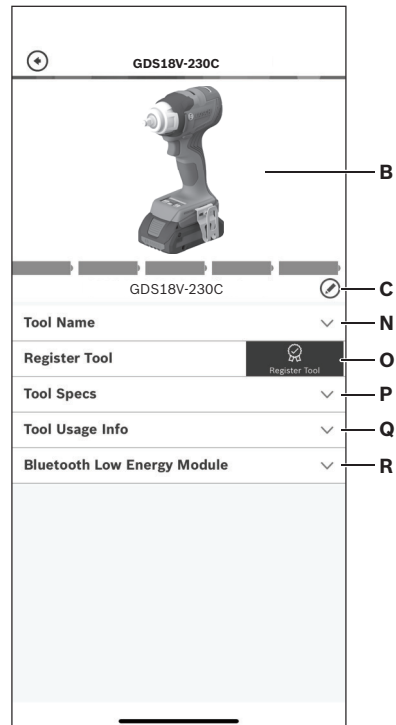 GDS18V-230C
B
GDS18V-230C
C
Tool Name
N
Register Tool
Register Tool
O
Tool Specs
P
Tool Usage Info
Q
Bluetooth Low Energy Module
R